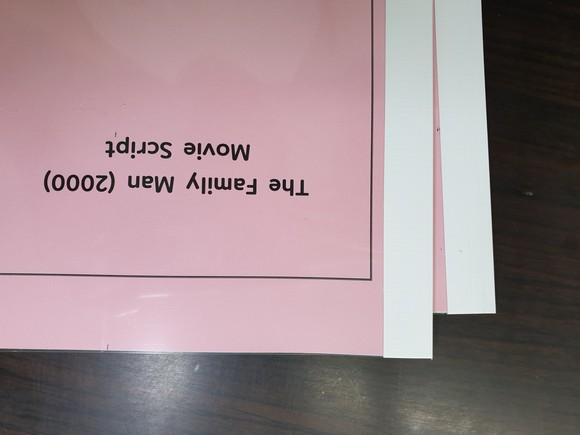 The Family Man (2000)
Movie Script